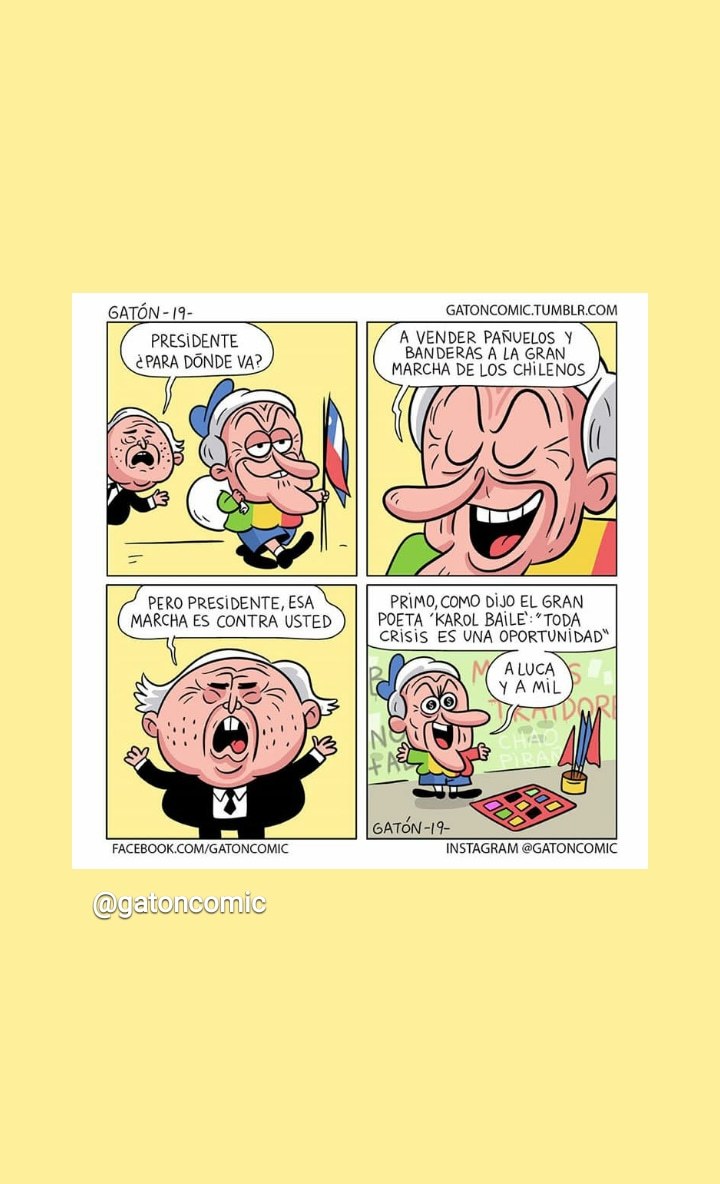 GATÓN -19-
GATONCOMIC.TUMBLR.COM
PRESIDENTE
¿PARA DÓNDE VA?
A VENDER PAÑUELOS Y
BANDERAS A LA GRAN
MARCHA DE LOS CHILENOS
PERO PRESIDENTE, ESA
MARCHA ES CONTRA USTED
PRIMO, COMO DIJO EL GRAN
POETA ‘KAROL BAILE’: “TODA
CRISIS ES UNA OPORTUNIDAD”
A LUCA
Y A MIL
CHAO
GATÓN -19-
FACEBOOK.COM/GATONCOMIC
INSTAGRAM @GATONCOMIC
@gatoncomic